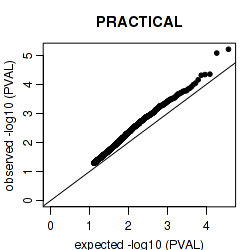 PRACTICAL
observed -log10 (PVAL)
5
4
3
2
1
0
0 1 2 3 4
expected -log10 (PVAL)